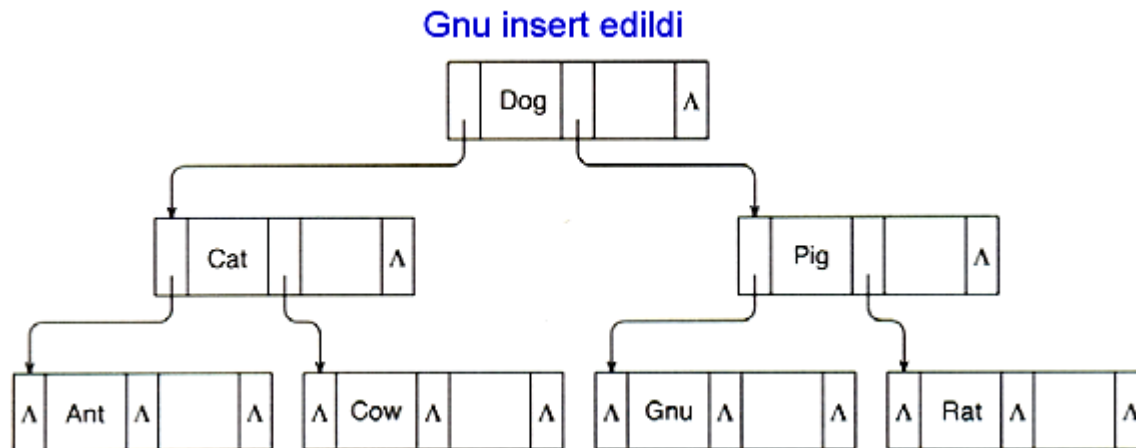 Gnu insert edildi
Dog Λ
Cat Λ Pig Λ
Λ Ant Λ Λ Λ Cow Λ Λ Λ Gnu Λ Λ Λ Rat Λ Λ